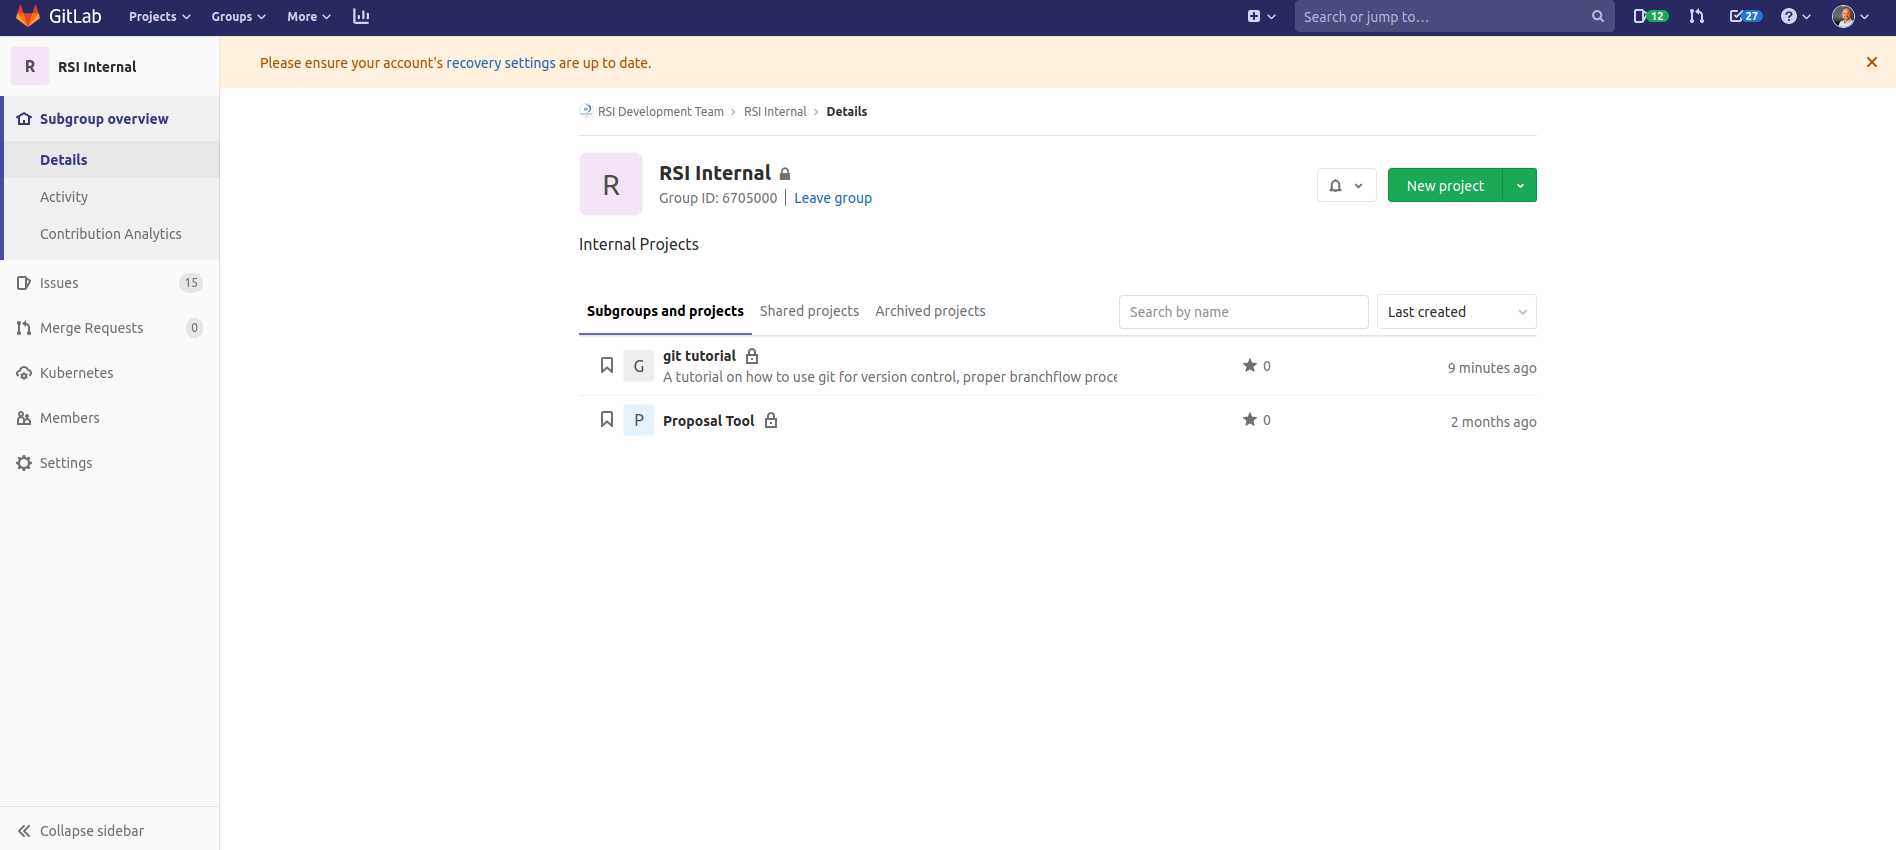 GitLab Projects Groups More Search or jump to… 12 27
R RSI Internal
Please ensure your account's recovery settings are up to date.
Subgroup overview
Details
Activity
Contribution Analytics
Issues 15
Merge Requests 0
Kubernetes
Members
Settings
Collapse sidebar
RSI Development Team > RSI Internal > Details
R
RSI Internal
Group ID: 6705000 | Leave group
New project
Internal Projects
Subgroups and projects Shared projects Archived projects Search by name Last created
G git tutorial 0 9 minutes ago
A tutorial on how to use git for version control, proper branchflow proce
P Proposal Tool 0 2 months ago